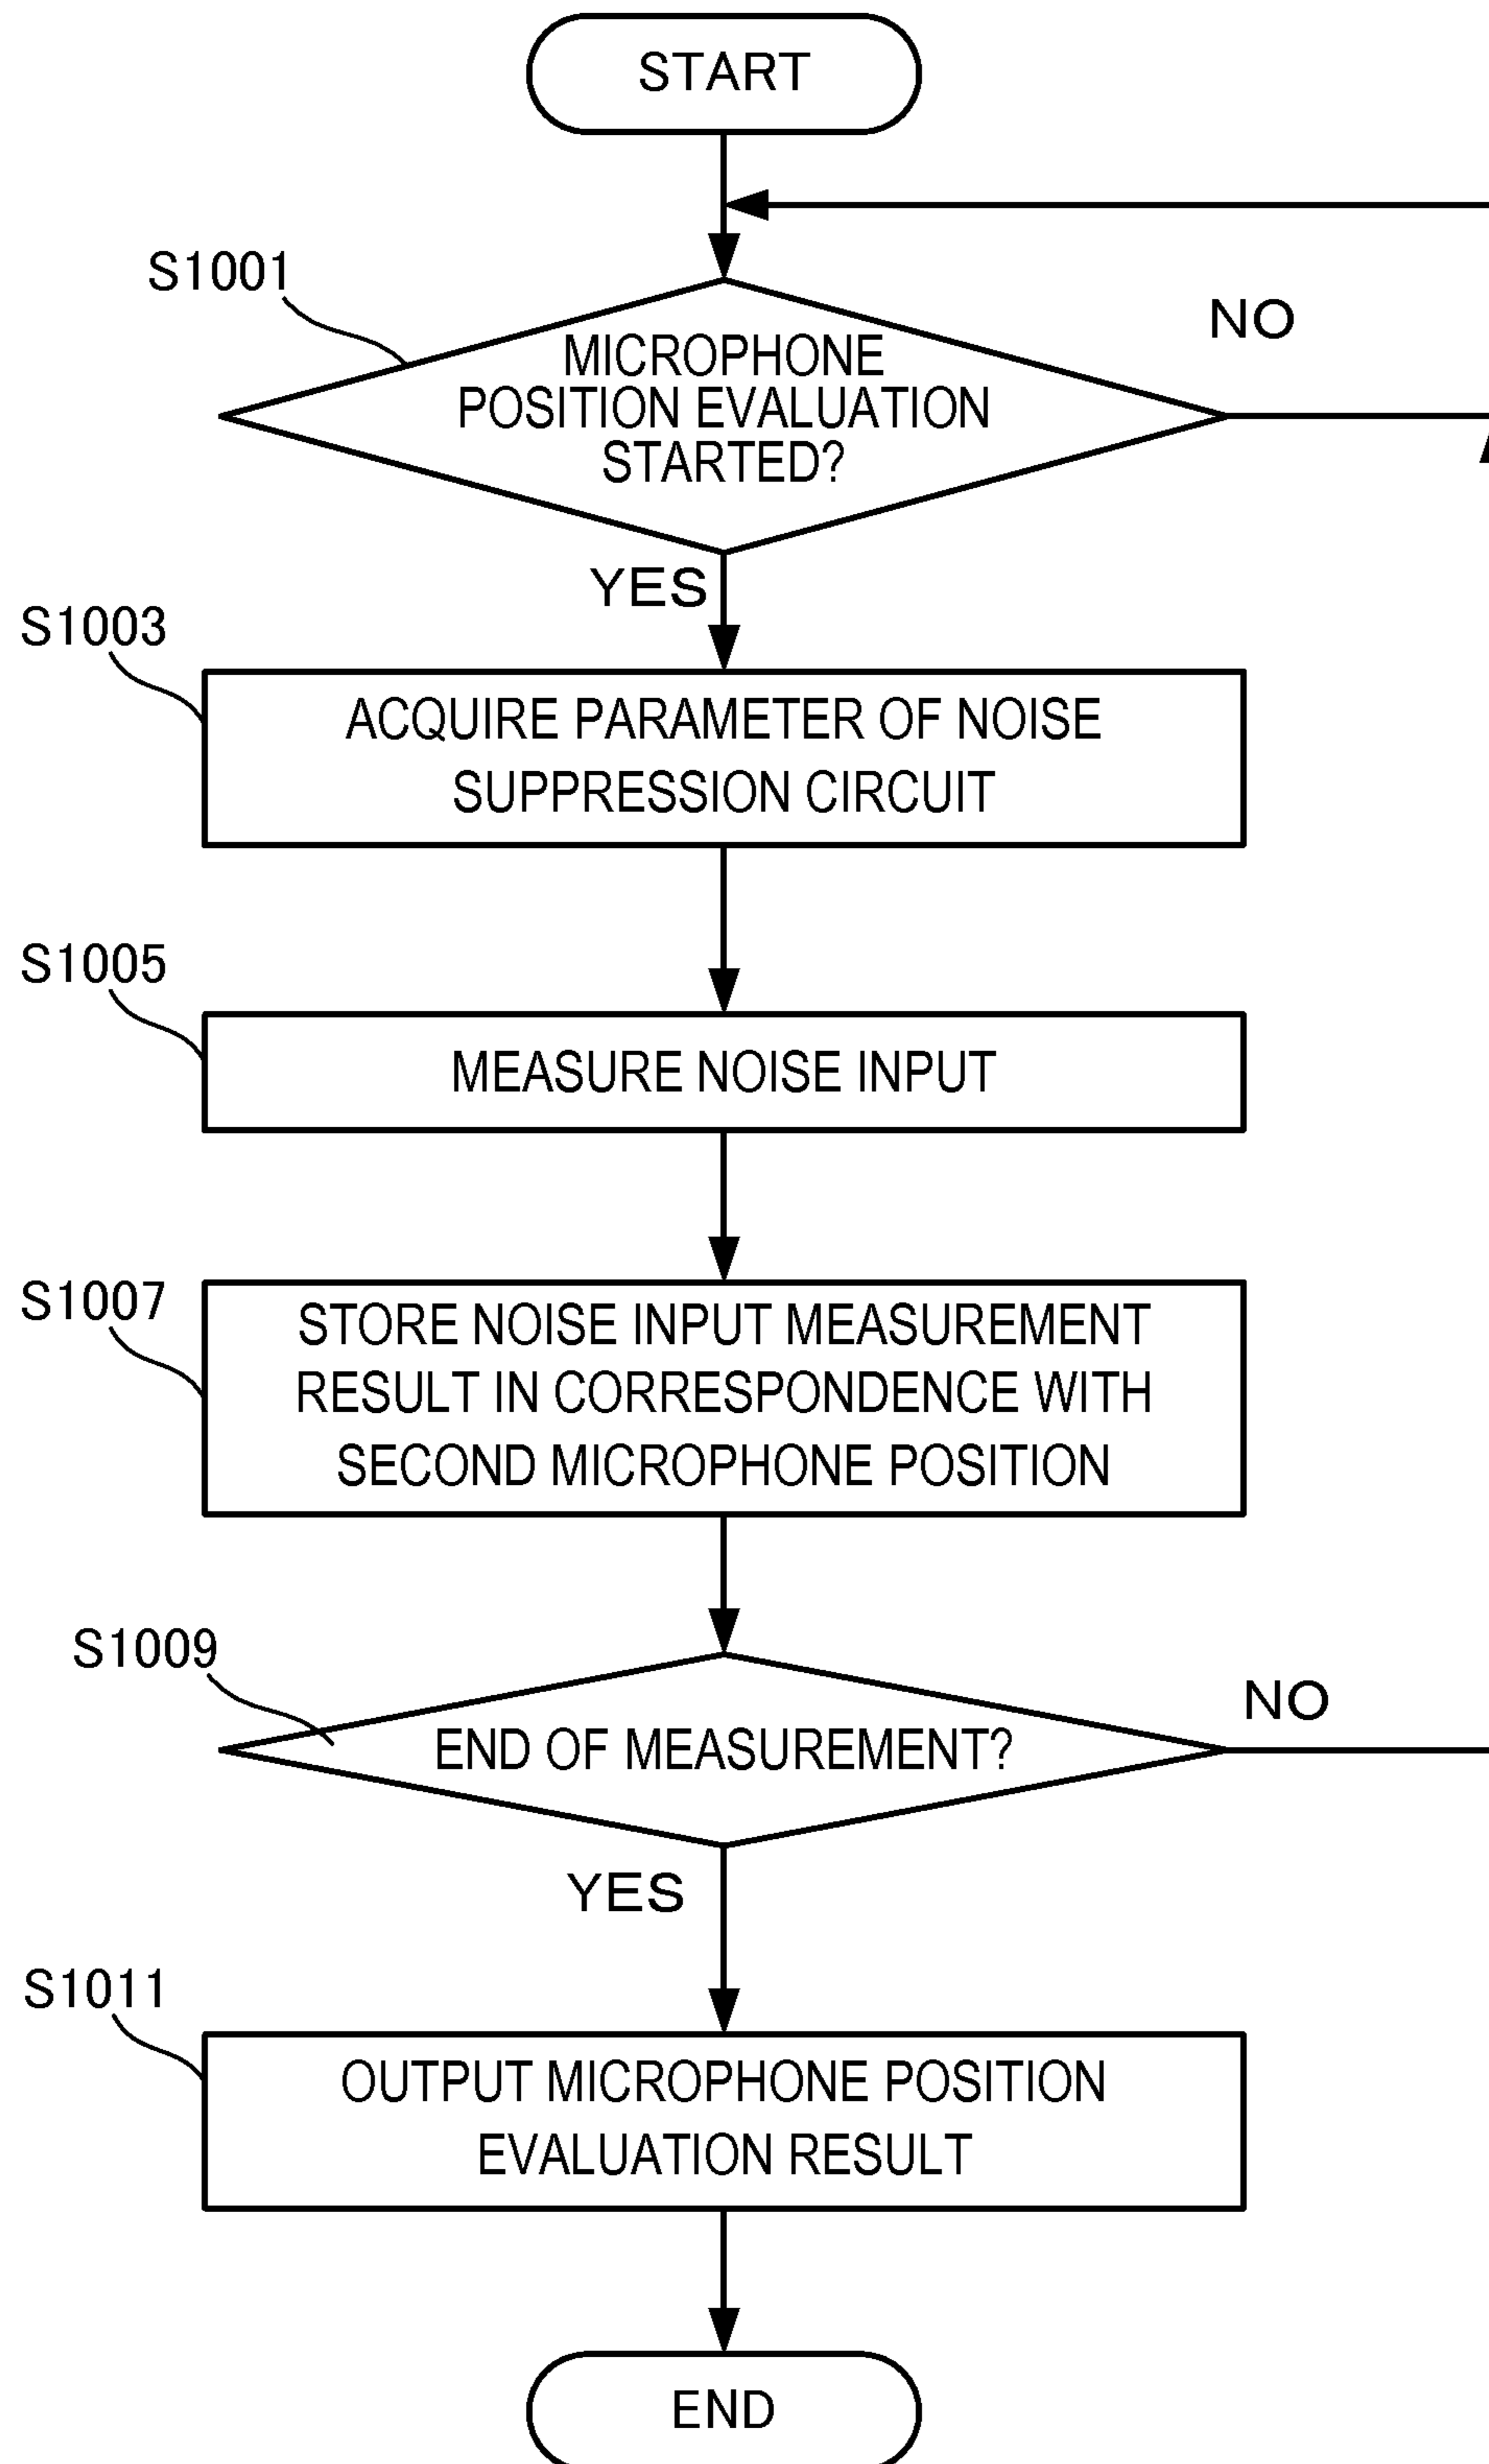 START
S1001
MICROPHONE
POSITION EVALUATION
STARTED?
NO
YES
S1003
ACQUIRE PARAMETER OF NOISE
SUPPRESSION CIRCUIT
S1005
MEASURE NOISE INPUT
S1007
STORE NOISE INPUT MEASUREMENT
RESULT IN CORRESPONDENCE WITH
SECOND MICROPHONE POSITION
S1009
END OF MEASUREMENT?
NO
YES
S1011
OUTPUT MICROPHONE POSITION
EVALUATION RESULT
END